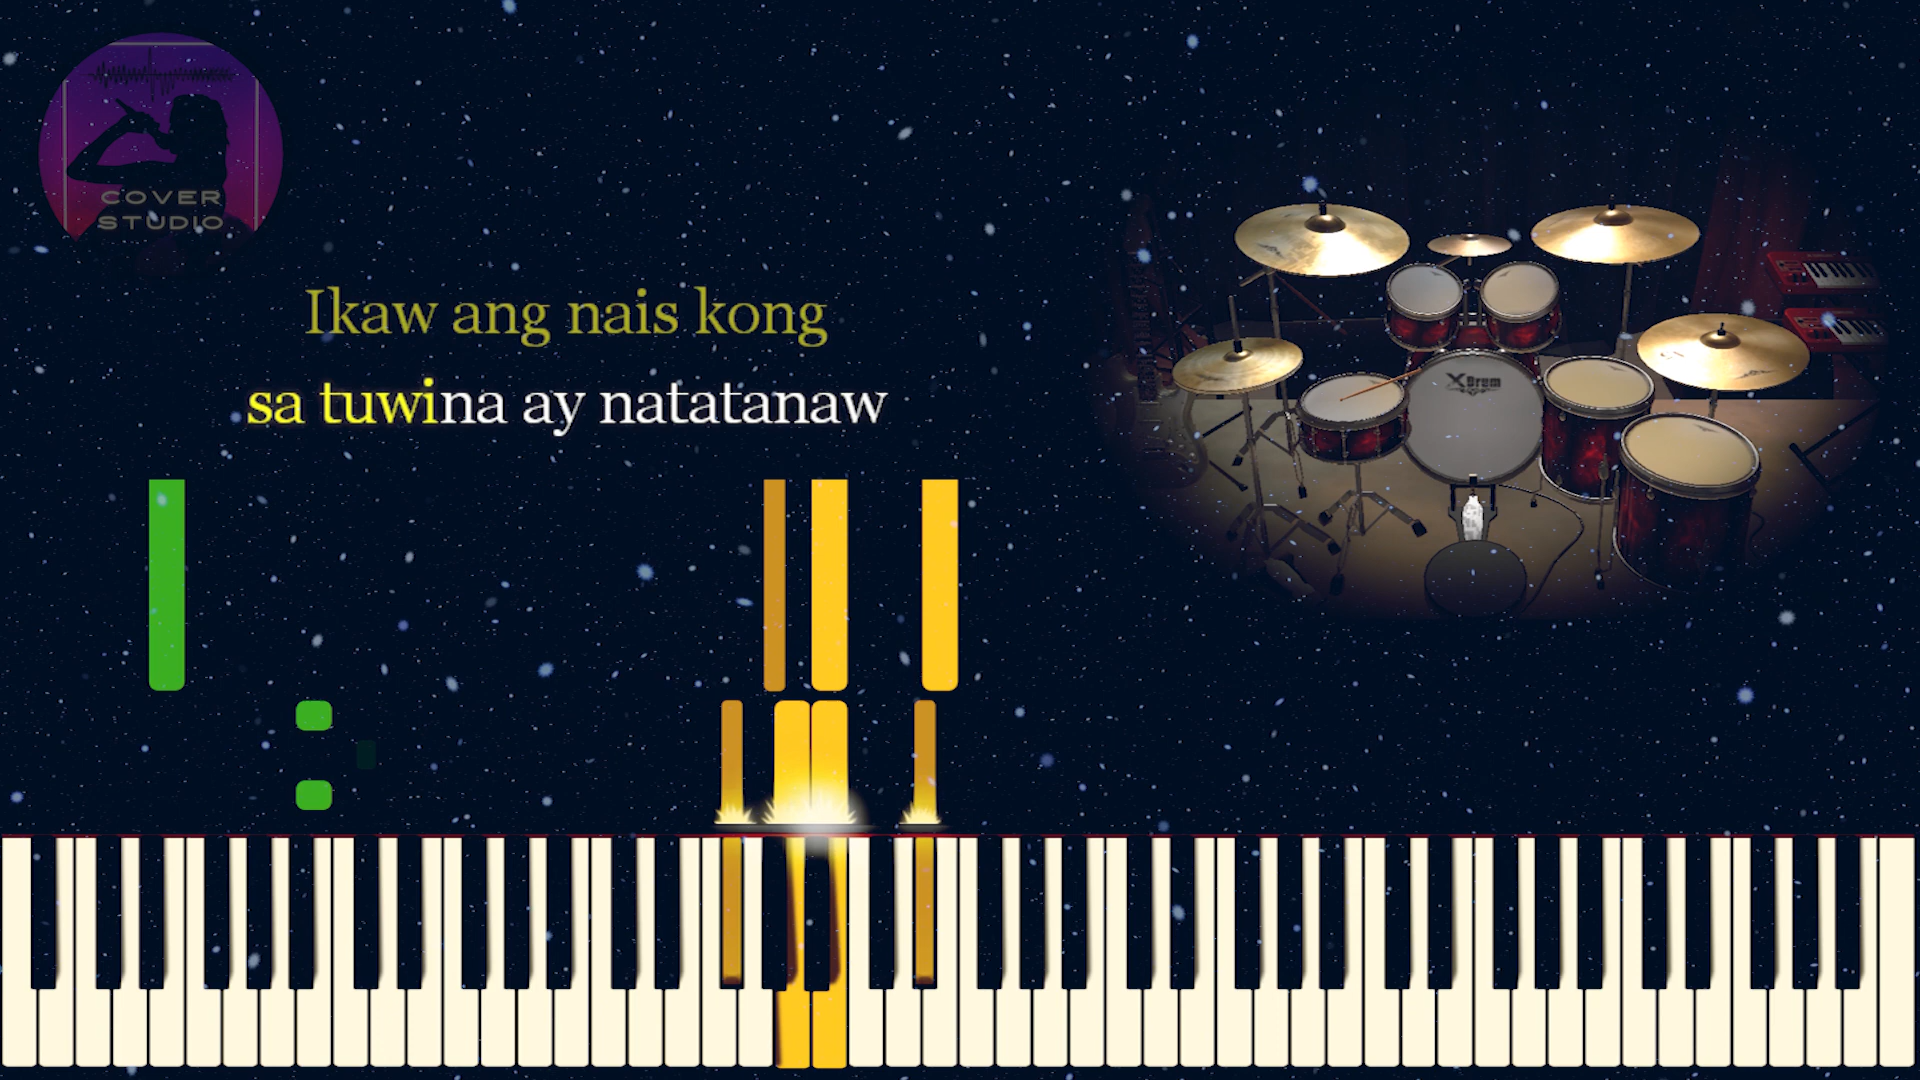 COVER
STUDIO
Ikaw ang nais kong
sa tuwina ay natatanaw
XDrum